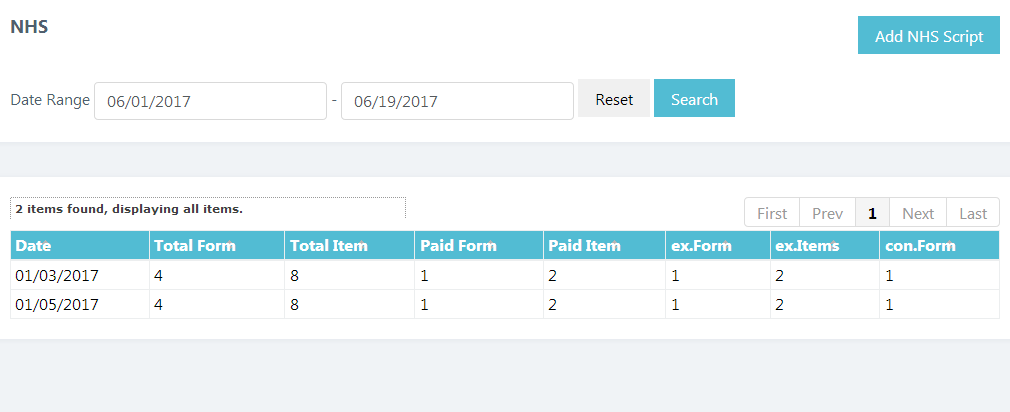 NHS
Add NHS Script
Date Range 06/01/2017 - 06/19/2017 Reset Search
2 items found, displaying all items.
First Prev 1 Next Last
Date Total Form Total Item Paid Form Paid Item ex.Form ex.Items con.Form
01/03/2017 4 8 1 2 1 2 1
01/05/2017 4 8 1 2 1 2 1